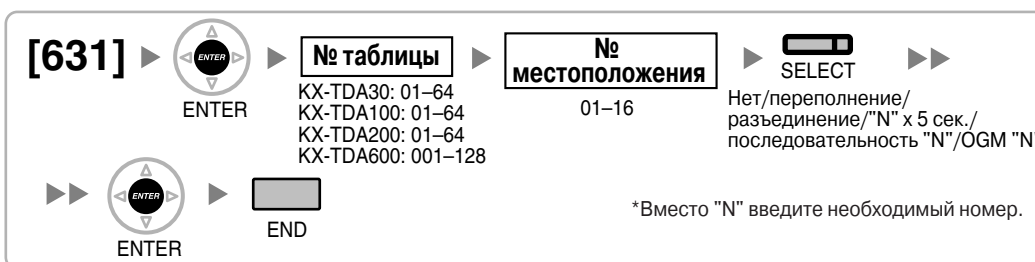 [631]
ENTER
ENTER
№ таблицы
KX-TDA30: 01–64
KX-TDA100: 01–64
KX-TDA200: 01–64
KX-TDA600: 001–128
№
местоположения
01–16
SELECT
Нет/переполнение/
разъединение/"N" x 5 сек./
последовательность "N"/OGM "N"
ENTER
ENTER
END
*Вместо "N" введите необходимый номер.